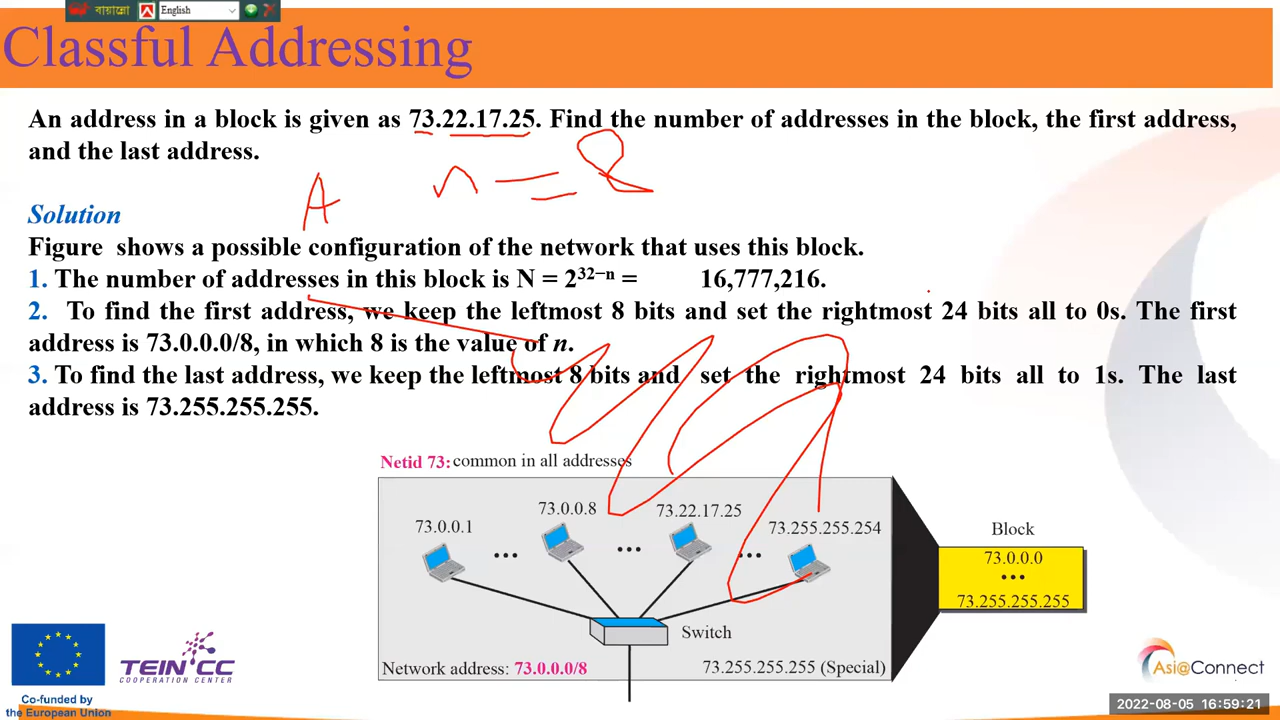 বায়ান্নো English
Classful Addressing
An address in a block is given as 73.22.17.25. Find the number of addresses in the block, the first address,
and the last address.
A n = 8
Solution
Figure shows a possible configuration of the network that uses this block.
1. The number of addresses in this block is N = 2³²⁻ⁿ = 16,777,216.
2. To find the first address, we keep the leftmost 8 bits and set the rightmost 24 bits all to 0s. The first
address is 73.0.0.0/8, in which 8 is the value of n.
3. To find the last address, we keep the leftmost 8 bits and set the rightmost 24 bits all to 1s. The last
address is 73.255.255.255.
Netid 73: common in all addresses
73.0.0.1
73.0.0.8
73.22.17.25
73.255.255.254
Switch
Network address: 73.0.0.0/8
73.255.255.255 (Special)
Block
73.0.0.0
73.255.255.255
Co-funded by
the European Union
TEIN CC
COOPERATION CENTER
Asi@Connect
2022-08-05 16:59:21